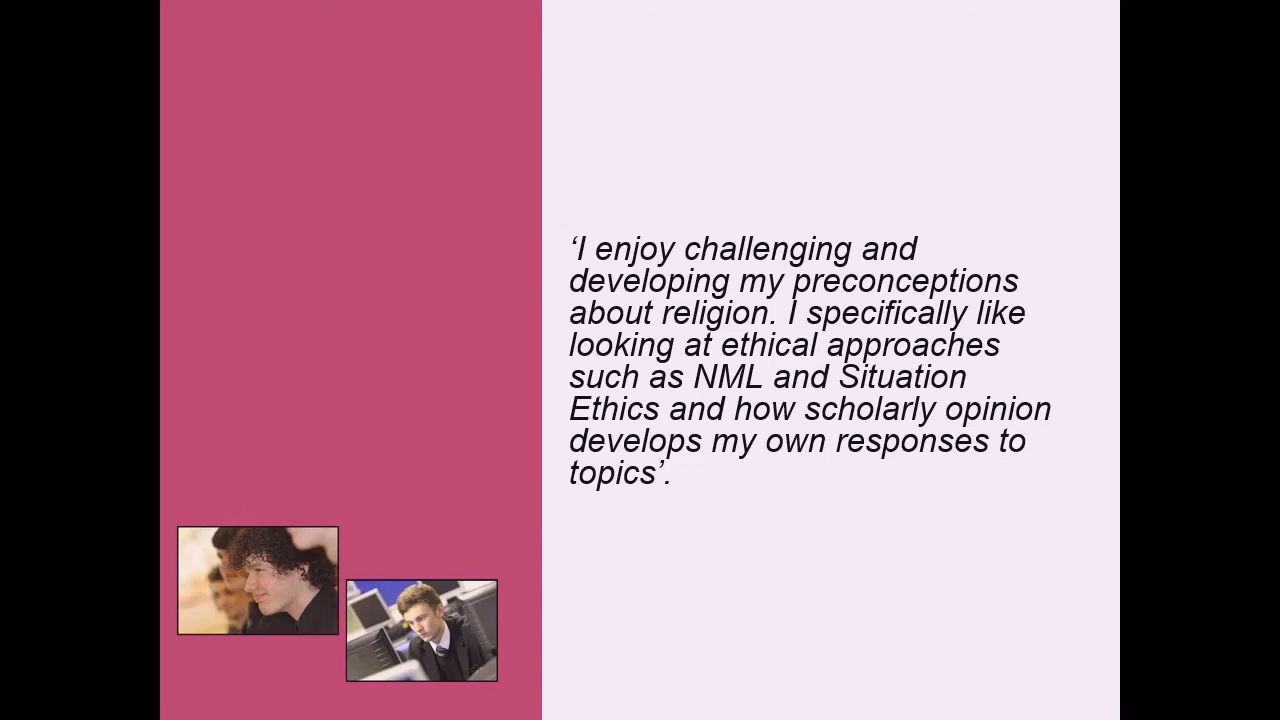 ‘I enjoy challenging and
developing my preconceptions
about religion. I specifically like
looking at ethical approaches
such as NML and Situation
Ethics and how scholarly opinion
develops my own responses to
topics’.